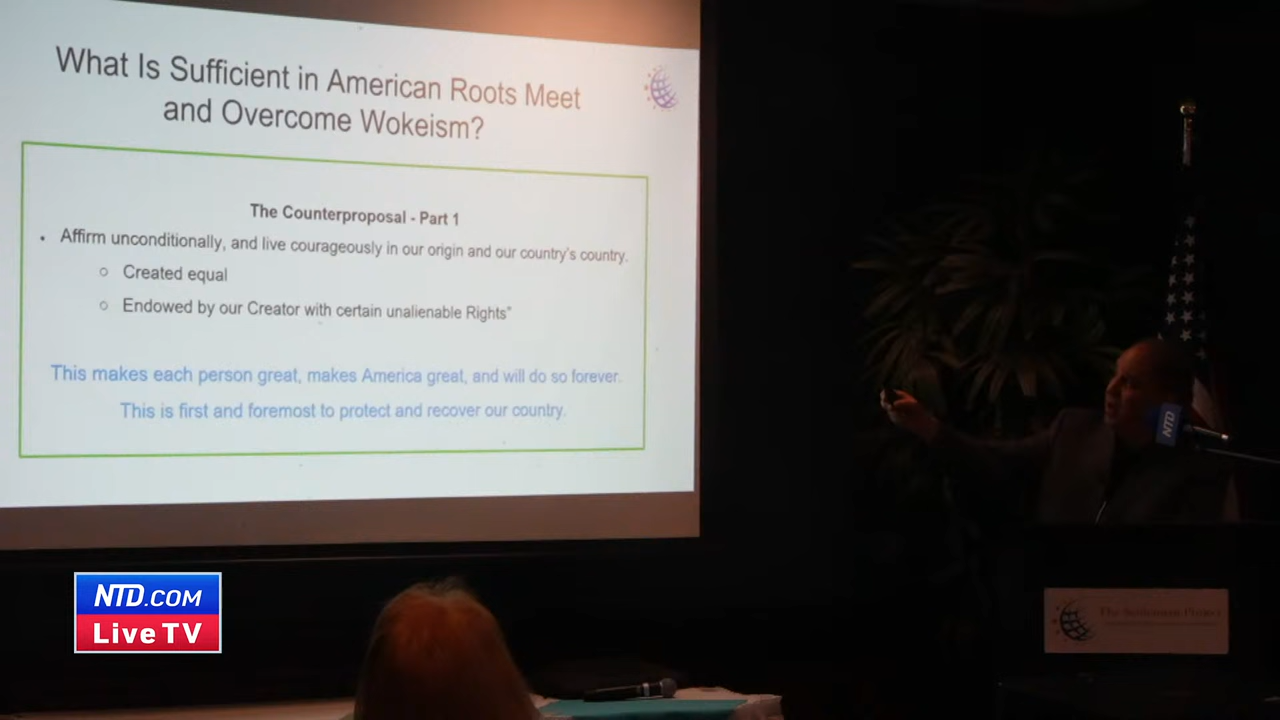 What Is Sufficient in American Roots Meet
and Overcome Wokeism?
The Counterproposal - Part 1
• Affirm unconditionally, and live courageously in our origin and our country's country.
○ Created equal
○ Endowed by our Creator with certain unalienable Rights"
This makes each person great, makes America great, and will do so forever.
This is first and foremost to protect and recover our country.
NTD
NTD.COM
Live TV
The